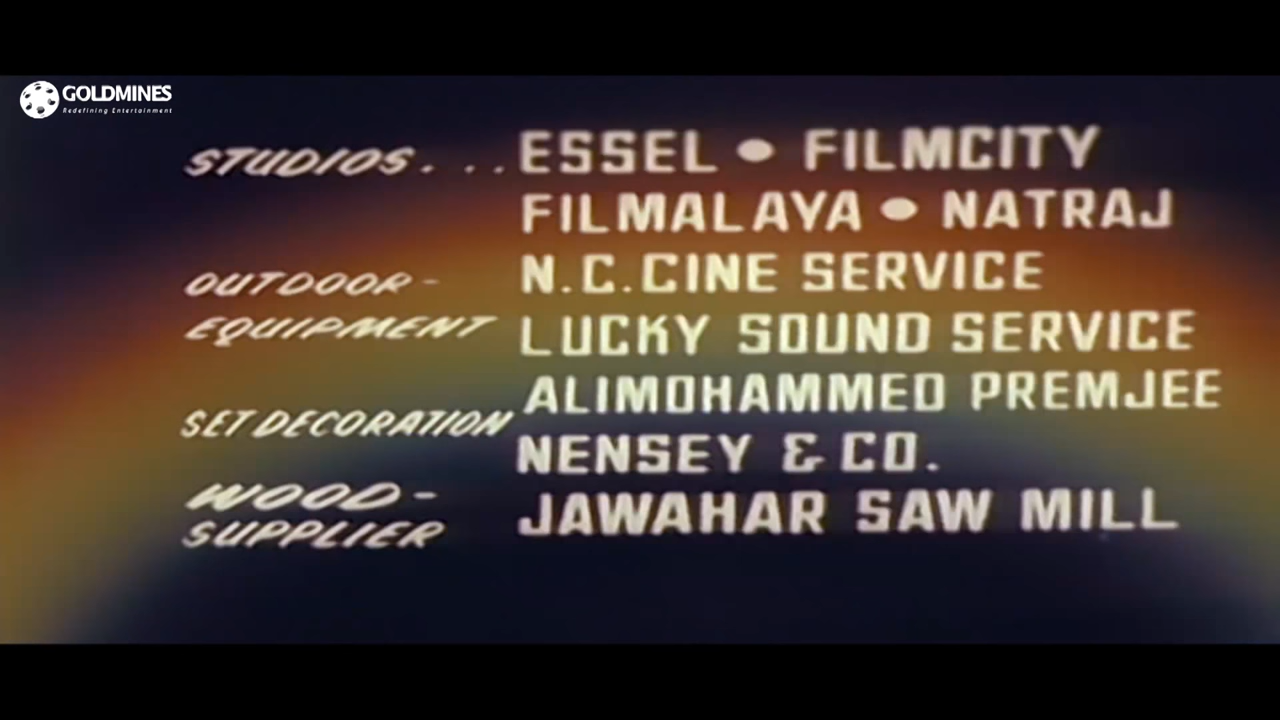 GOLDMINES
Redefining Entertainment
STUDIOS. . . . ESSEL • FILMCITY
FILMALAYA • NATRAJ
OUTDOOR- N.C.CINE SERVICE
EQUIPMENT LUCKY SOUND SERVICE
SET DECORATION ALIMOHAMMED PREMJEE
NENSEY & CO.
WOOD- JAWAHAR SAW MILL
SUPPLIER